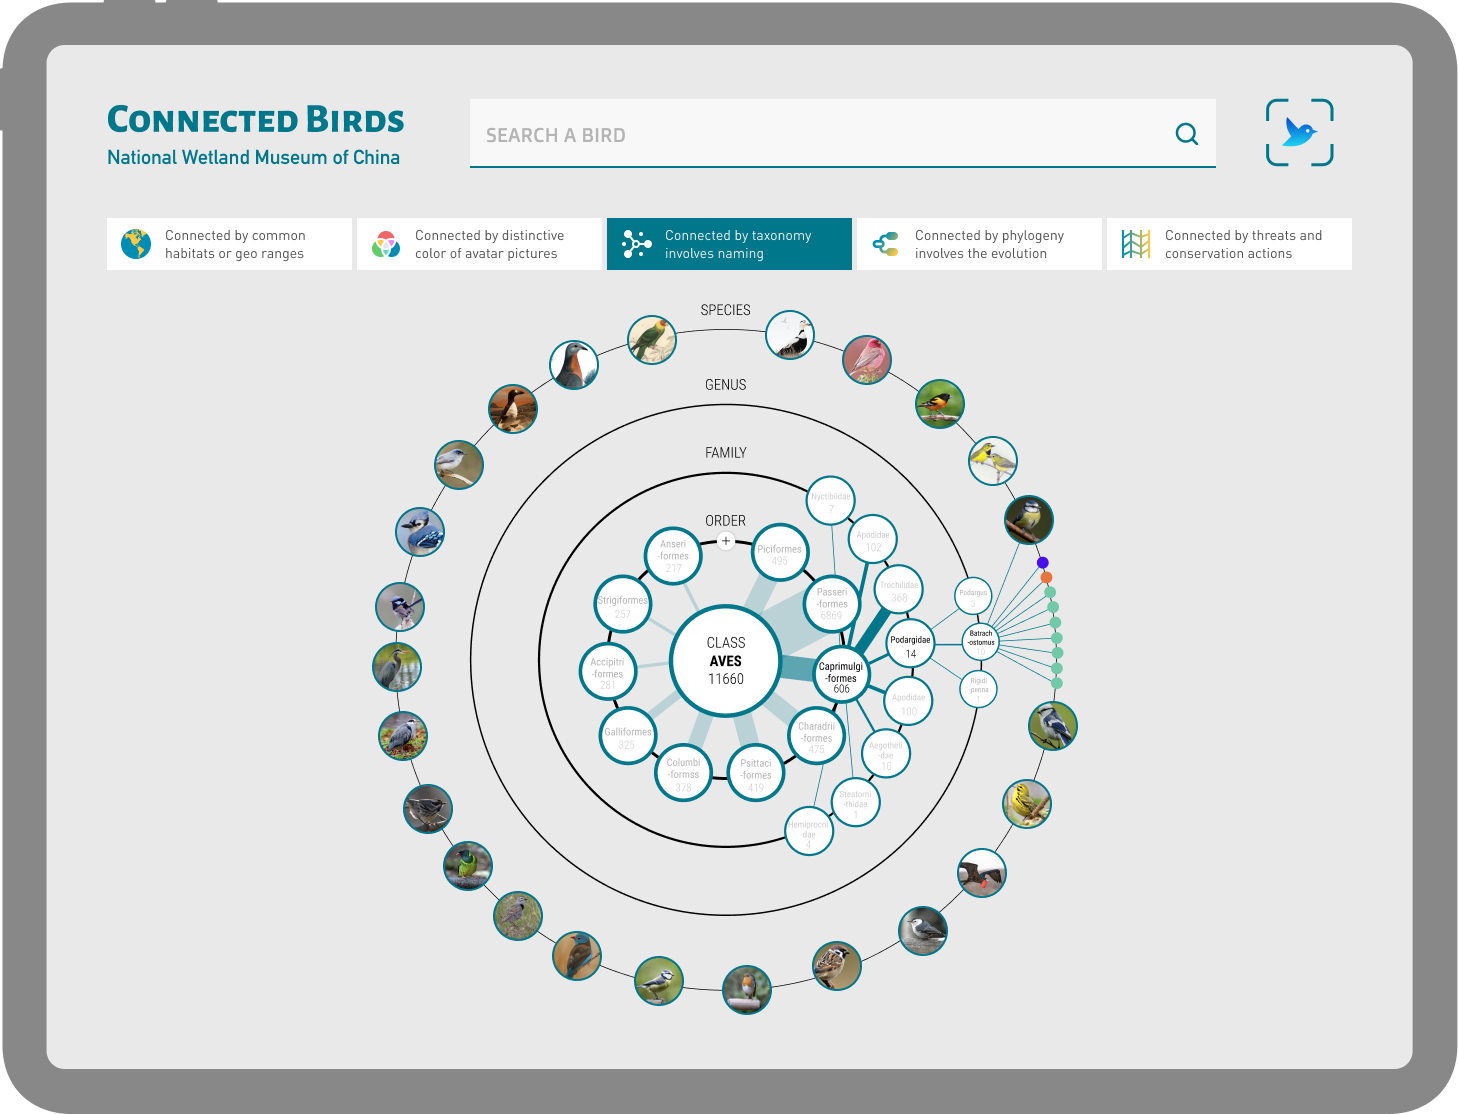 CONNECTED BIRDS
National Wetland Museum of China
SEARCH A BIRD
Connected by common
habitats or geo ranges
Connected by distinctive
color of avatar pictures
Connected by taxonomy
involves naming
Connected by phylogeny
involves the evolution
Connected by threats and
conservation actions
SPECIES
GENUS
FAMILY
ORDER
+
CLASS
AVES
11660
Anseri
-formes
217
Piciformes
495
Strigiformes
257
Passeri
-formes
6869
Accipitri
-formes
281
Caprimulgi
-formes
606
Galliformes
325
Charadrii
-formes
475
Columbi
-formss
378
Psittaci
-formes
419
Nyctibiidae
7
Apodidae
102
Trochilidae
368
Podargidae
14
Apodidae
100
Aegotheli
-dae
10
Steatorni
-thidae
1
Hemiprocni
-dae
4
Podargus
3
Batrach
-ostomus
10
Rigidi
-penna
1